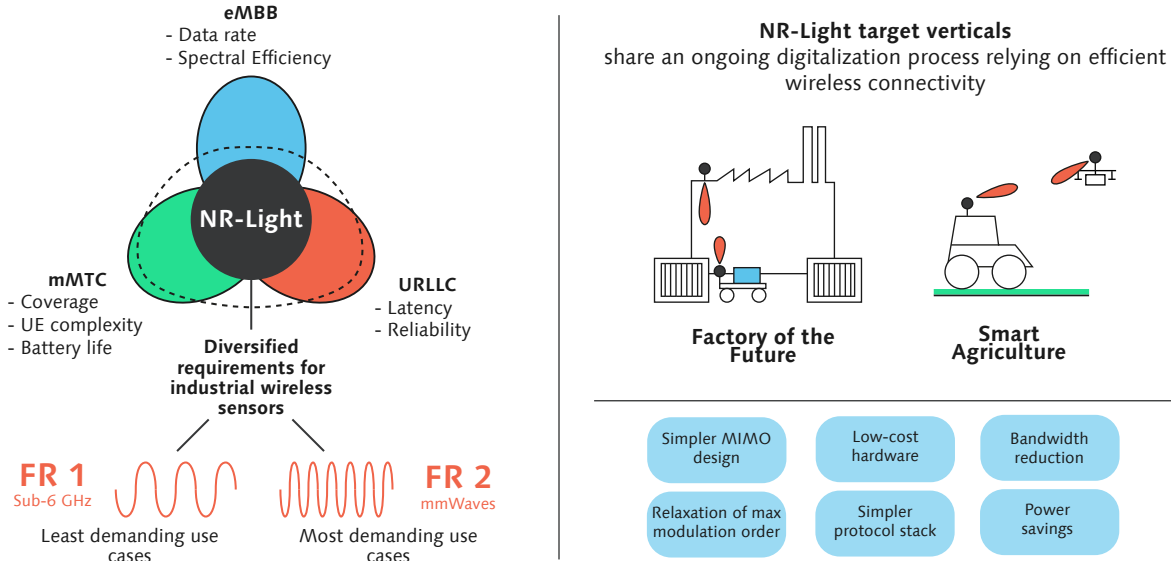 eMBB
- Data rate
- Spectral Efficiency
NR-Light
mMTC
- Coverage
- UE complexity
- Battery life
URLLC
- Latency
- Reliability
Diversified
requirements for
industrial wireless
sensors
FR 1
Sub-6 GHz
FR 2
mmWaves
Least demanding use
cases
Most demanding use
cases
NR-Light target verticals
share an ongoing digitalization process relying on efficient
wireless connectivity
Factory of the
Future
Smart
Agriculture
Simpler MIMO
design
Low-cost
hardware
Bandwidth
reduction
Relaxation of max
modulation order
Simpler
protocol stack
Power
savings